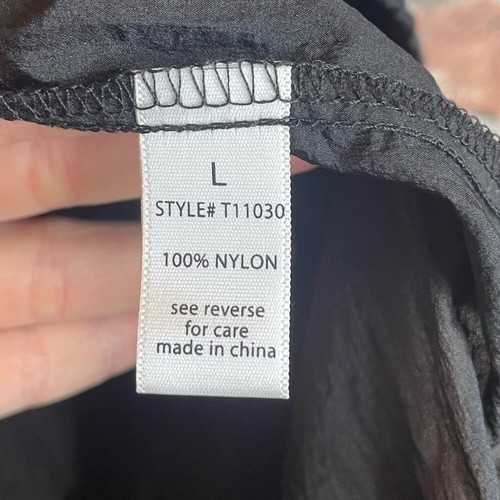 L
STYLE# T11030
100% NYLON
see reverse
for care
made in china